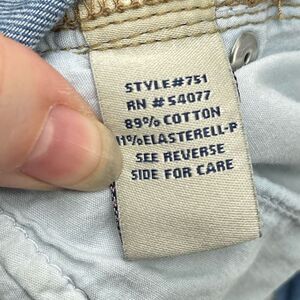 STYLE#751
RN #54077
89% COTTON
11%ELASTERELL-P
SEE REVERSE
SIDE FOR CARE